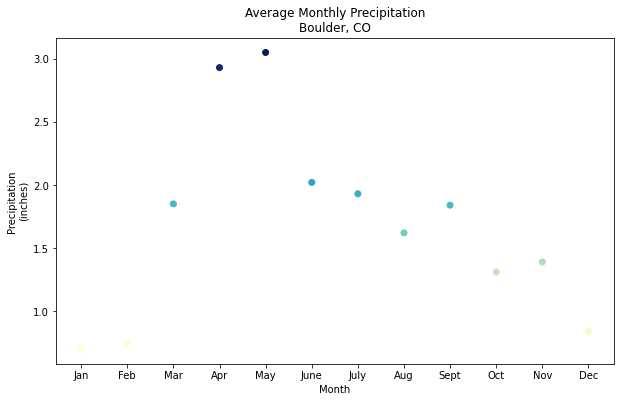 Average Monthly Precipitation
Boulder, CO
Precipitation
(inches)
3.0
2.5
2.0
1.5
1.0
Jan Feb Mar Apr May June July Aug Sept Oct Nov Dec
Month